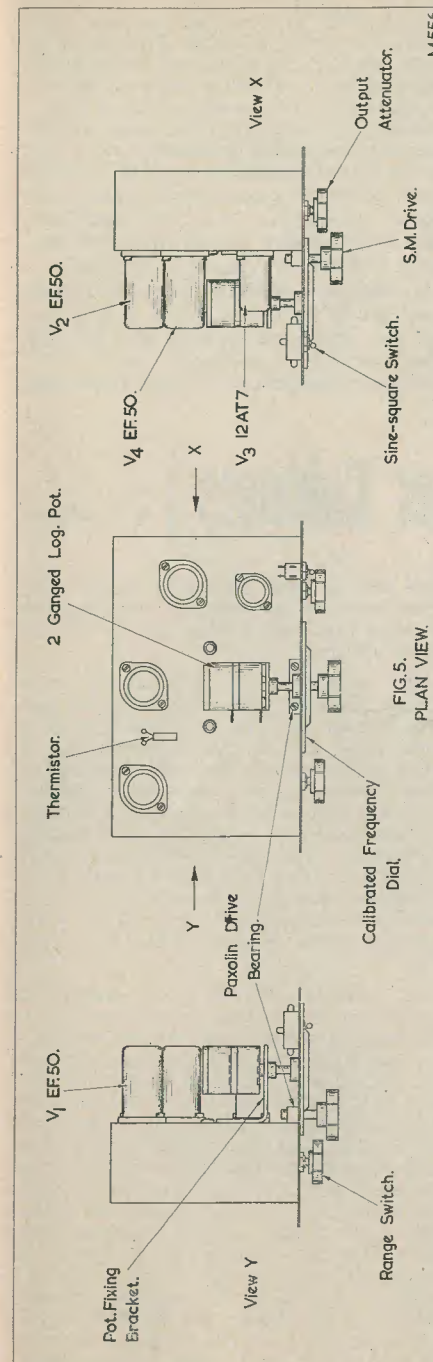 V1 EF.50.
Pot. Fixing
Bracket.
View Y
Range Switch.
Thermistor.
2 Ganged Log. Pot.
Y
X
Paxolin Drive
Bearing.
Calibrated Frequency
Dial.
FIG.5.
PLAN VIEW.
V2 EF.50.
V4 EF.50.
V3 12AT7
View X
Sine-square Switch.
S.M. Drive.
Output
Attenuator.